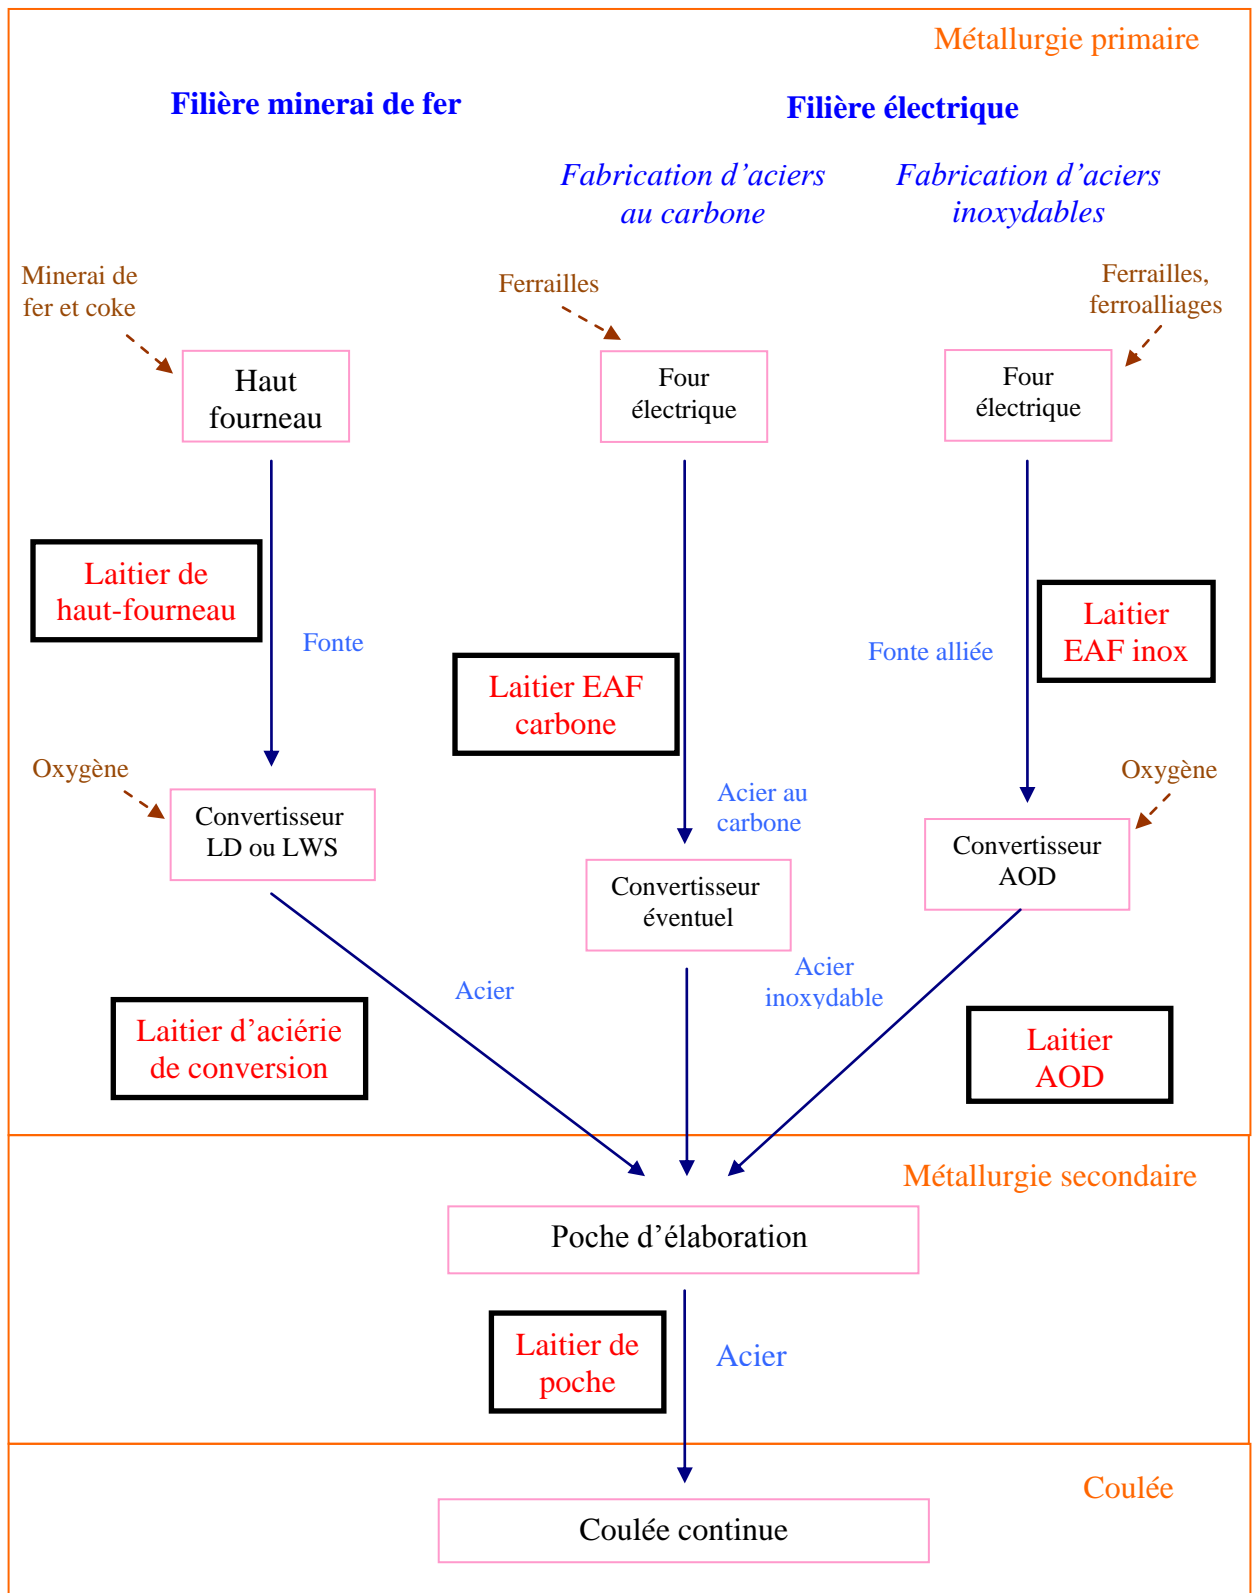 Métallurgie primaire
Filière minerai de fer
Filière électrique
Fabrication d’aciers
au carbone
Fabrication d’aciers
inoxydables
Minerai de
fer et coke
Ferrailles
Ferrailles,
ferroalliages
Haut
fourneau
Four
électrique
Four
électrique
Laitier de
haut-fourneau
Fonte
Laitier EAF
carbone
Fonte alliée
Laitier
EAF inox
Oxygène
Acier au
carbone
Oxygène
Convertisseur
LD ou LWS
Convertisseur
éventuel
Convertisseur
AOD
Acier
Acier
inoxydable
Laitier d’aciérie
de conversion
Laitier
AOD
Métallurgie secondaire
Poche d’élaboration
Laitier de
poche
Acier
Coulée
Coulée continue